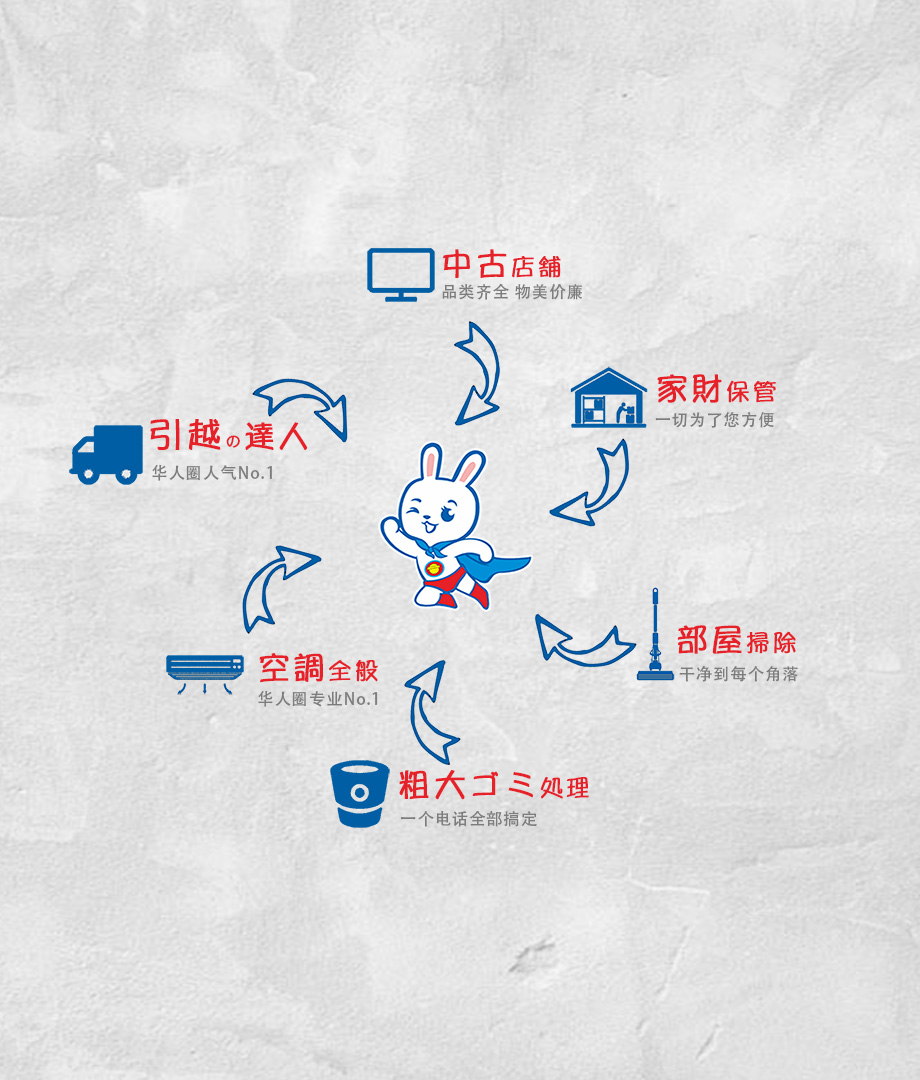 中古店舗
品类齐全 物美价廉
家財保管
一切为了您方便
引越の達人
华人圈人气No.1
部屋掃除
干净到每个角落
空調全般
华人圈专业No.1
粗大ゴミ処理
一个电话全部搞定